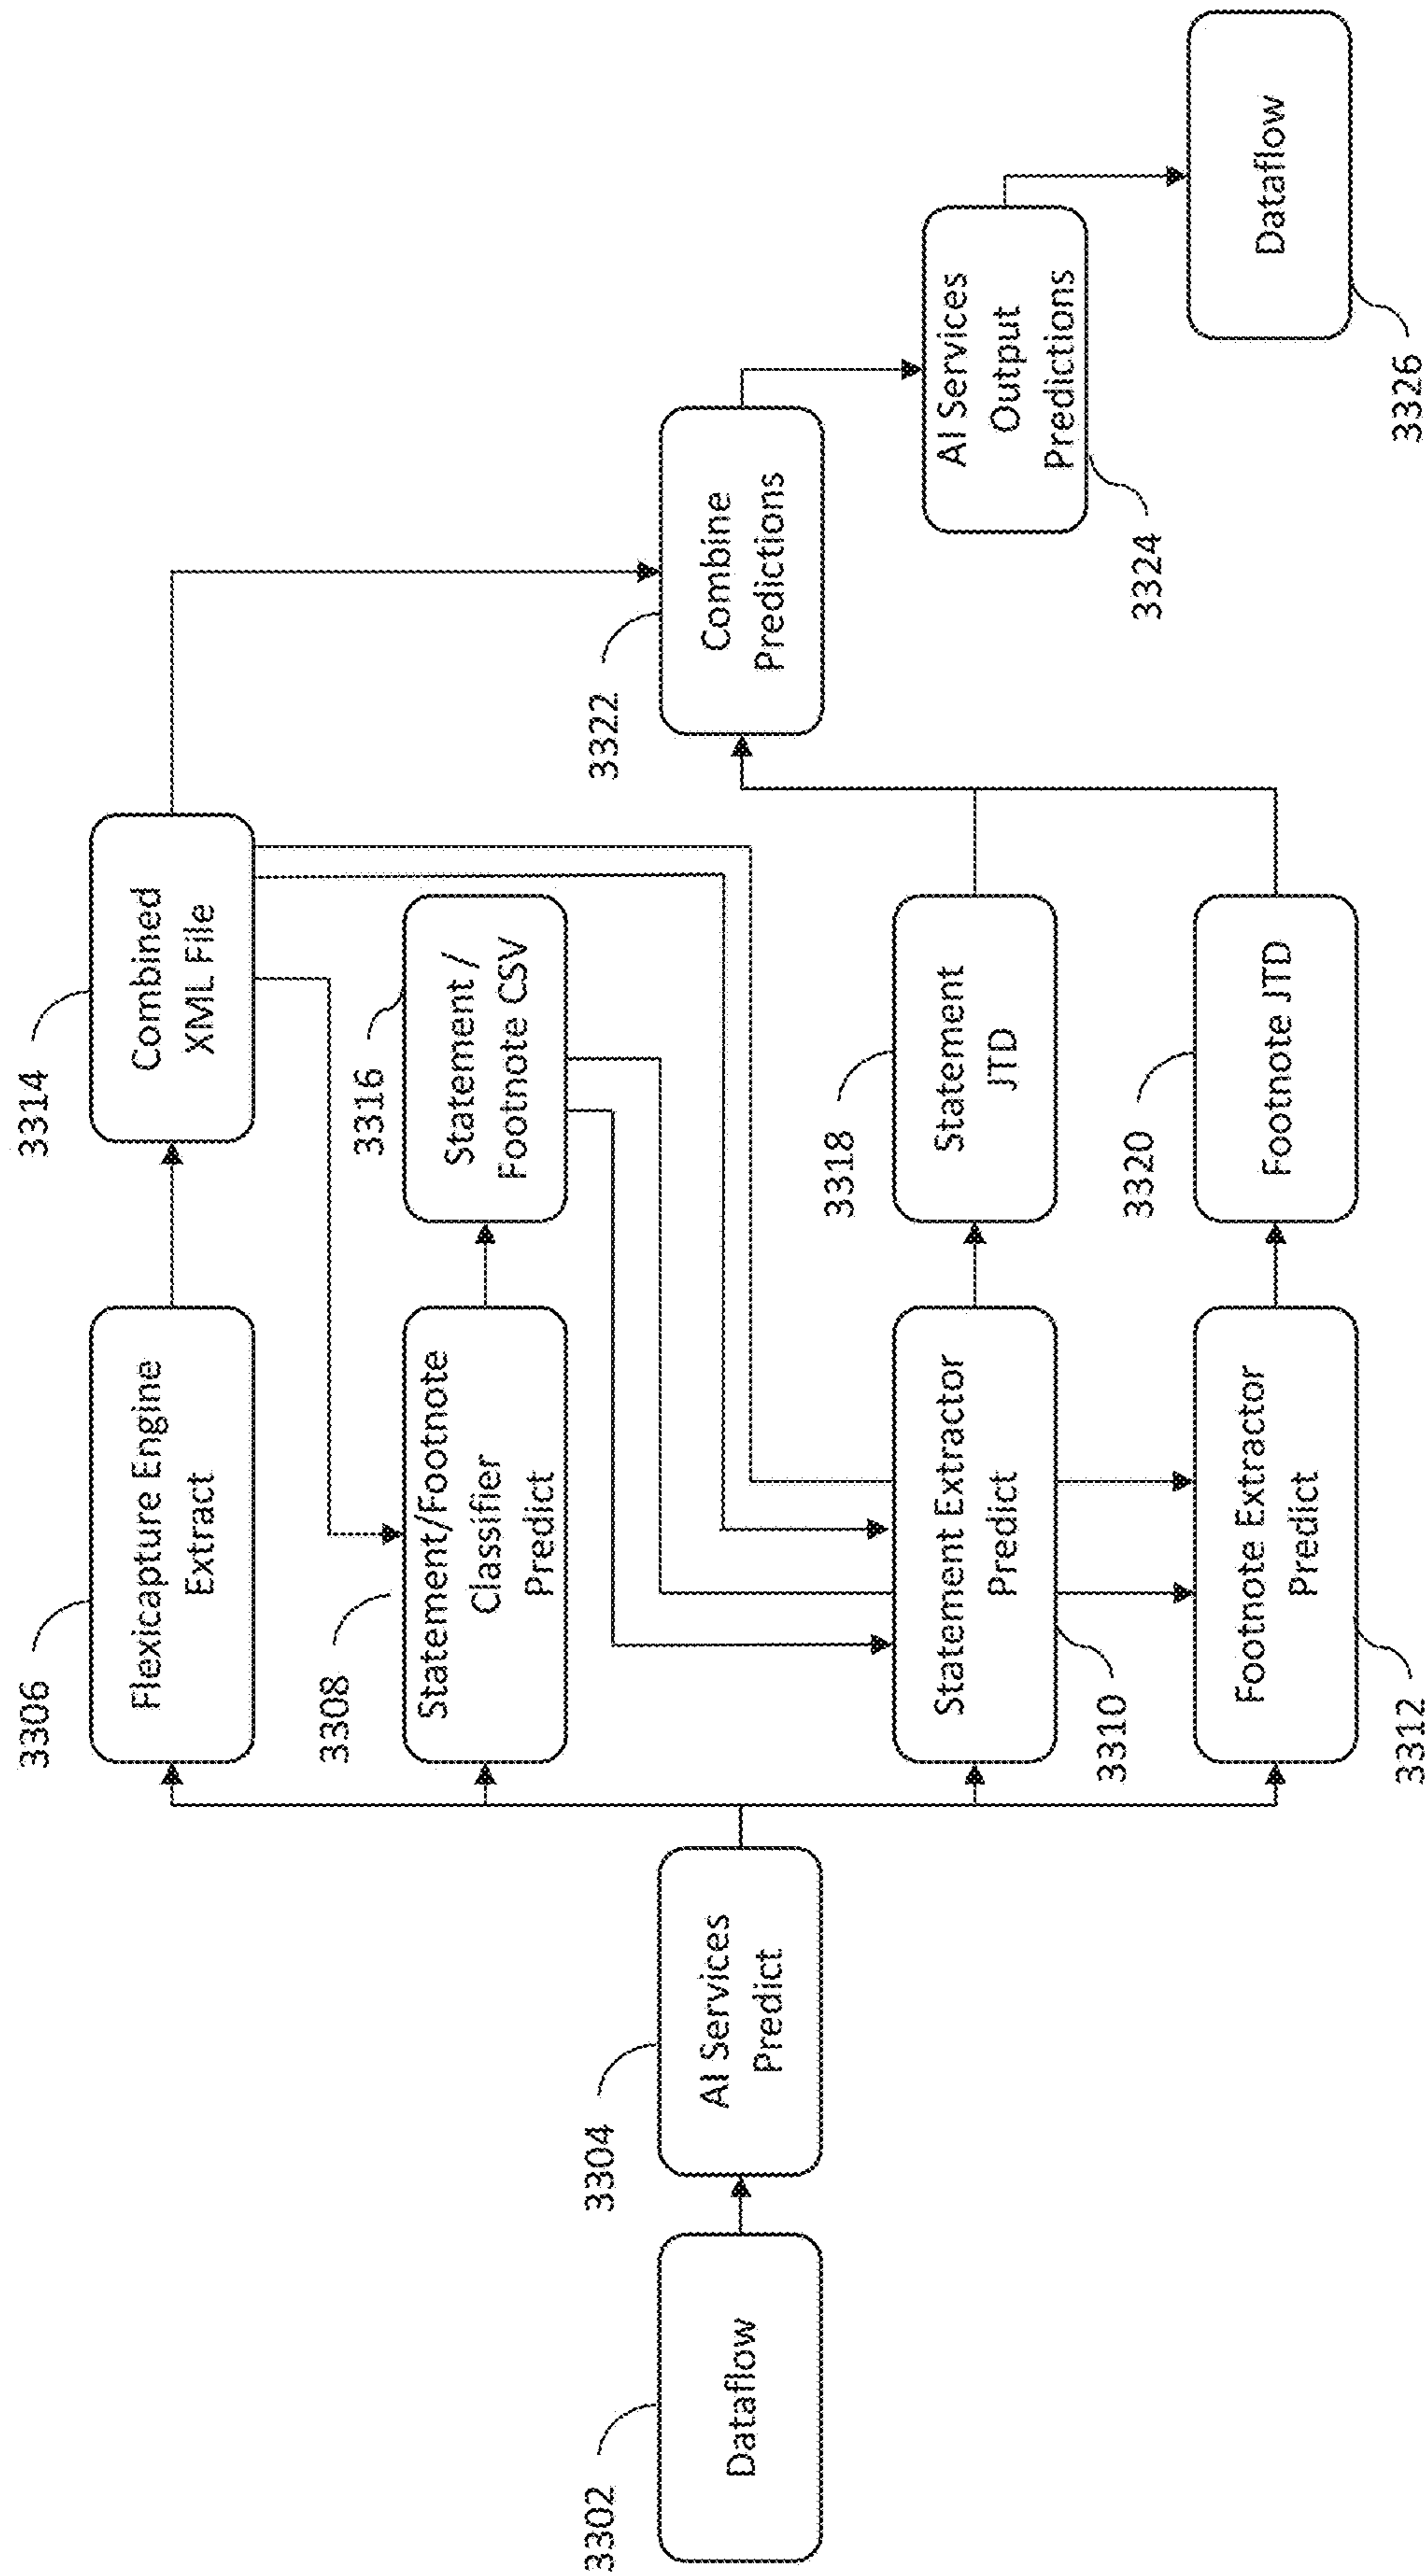 3302
Dataflow
3304
AI Services
Predict
3306
Flexicapture Engine
Extract
3308
Statement/Footnote
Classifier
Predict
3310
Statement Extractor
Predict
3312
Footnote Extractor
Predict
3314
Combined
XML File
3316
Statement /
Footnote CSV
3318
Statement
JTD
3320
Footnote JTD
3322
Combine
Predictions
3324
AI Services
Output
Predictions
3326
Dataflow